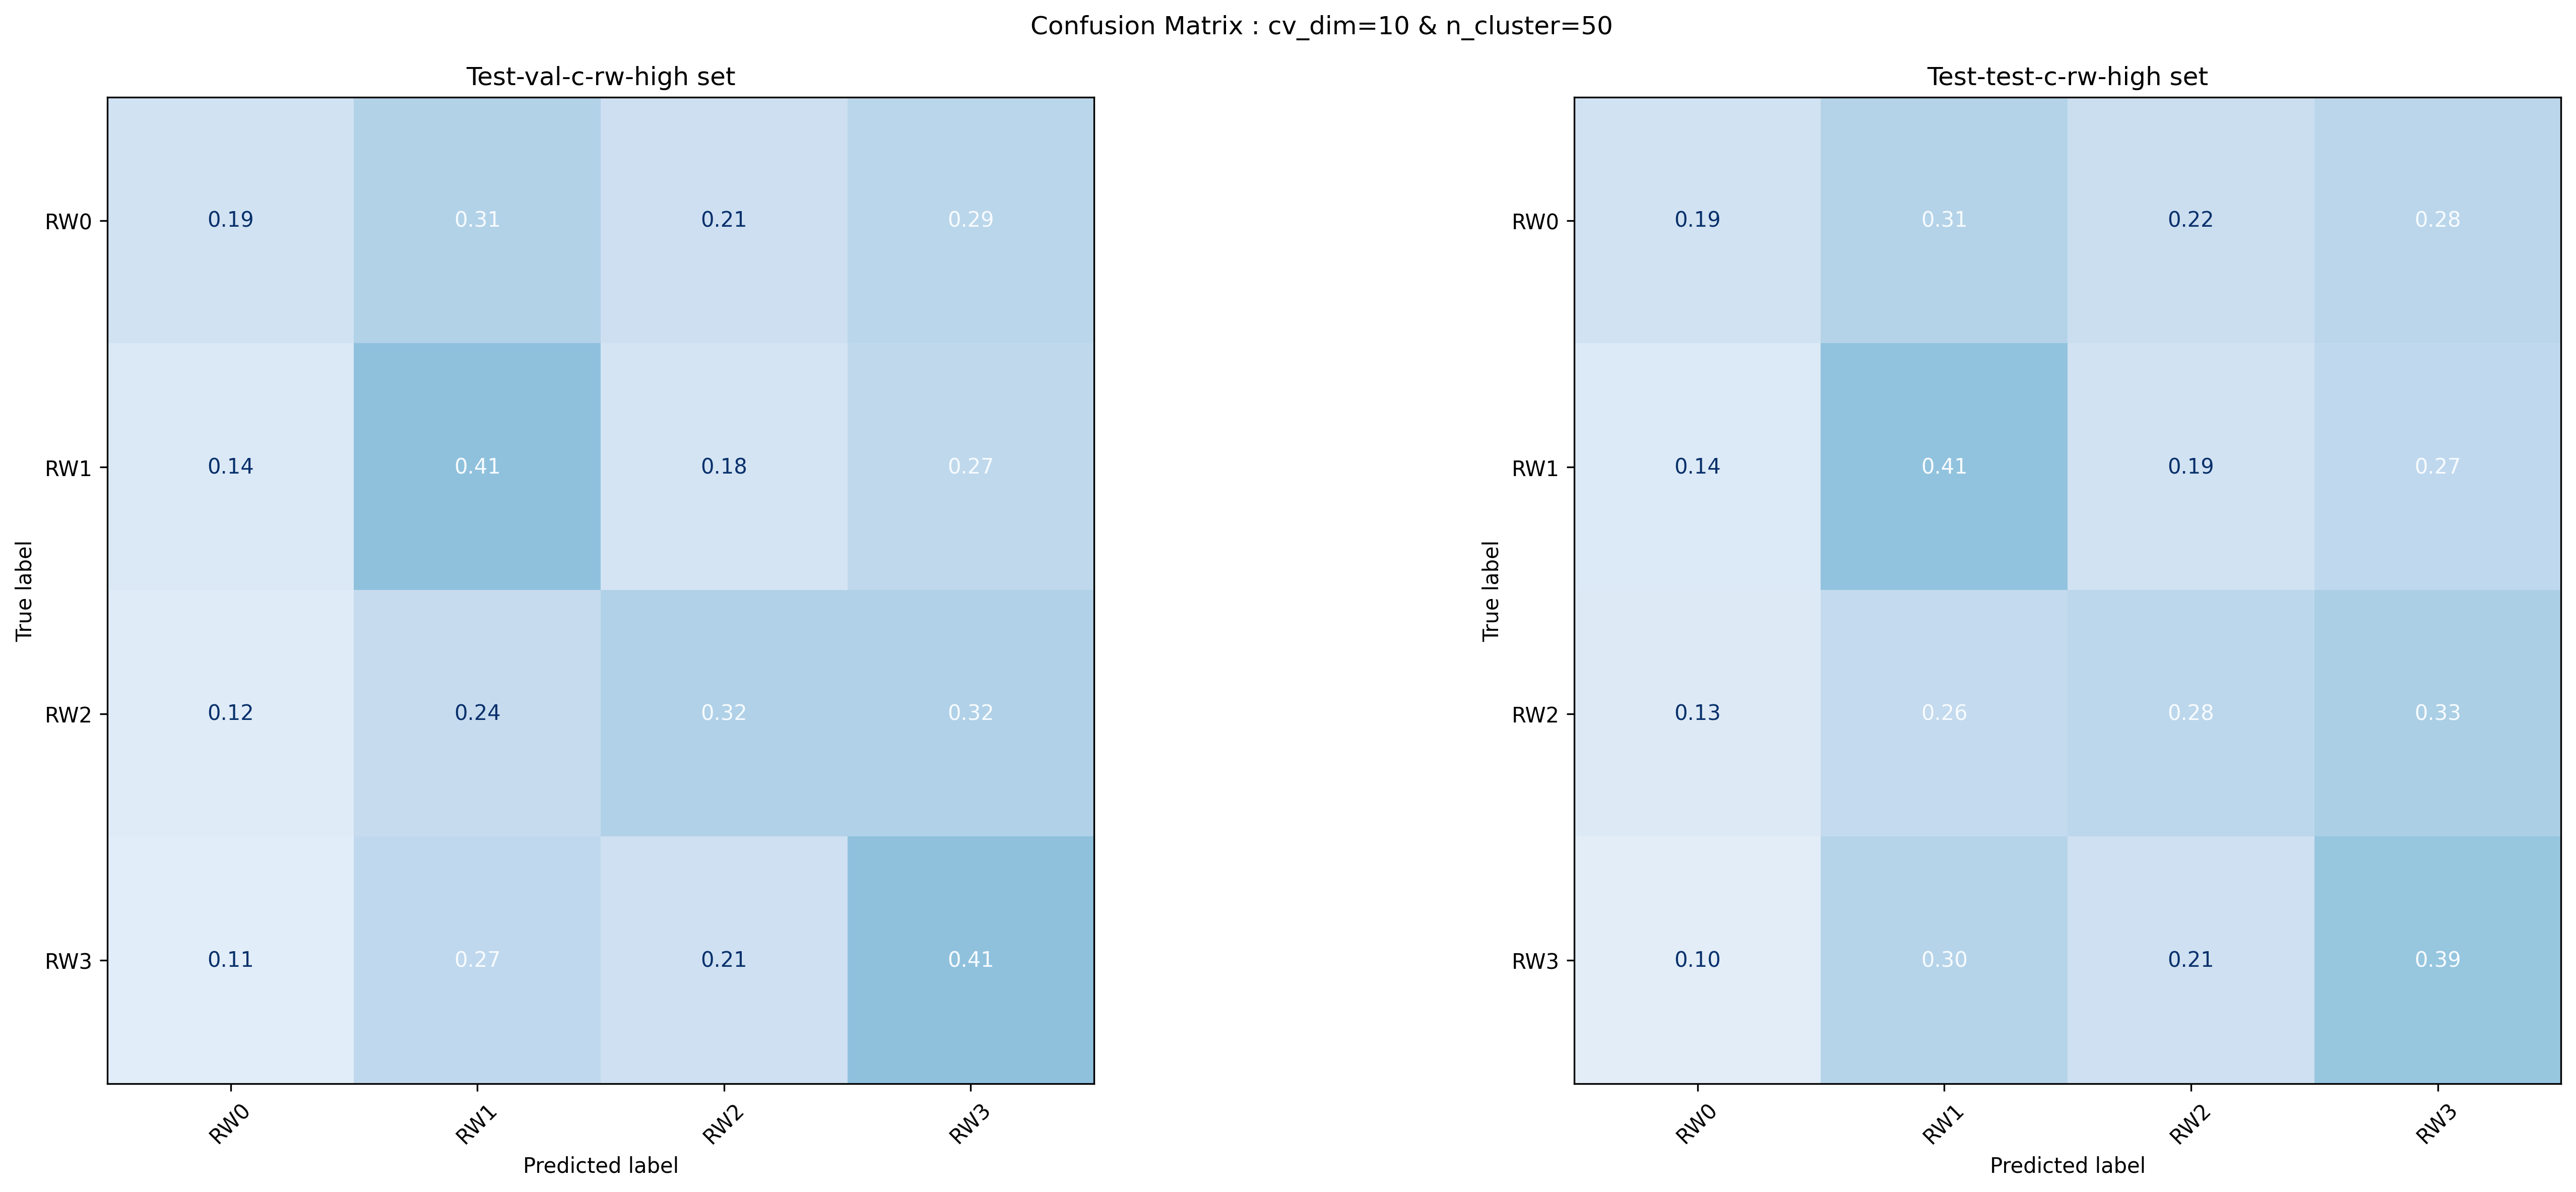 Confusion Matrix : cv_dim=10 & n_cluster=50
Test-val-c-rw-high set
True label
RW0 0.19 0.31 0.21 0.29
RW1 0.14 0.41 0.18 0.27
RW2 0.12 0.24 0.32 0.32
RW3 0.11 0.27 0.21 0.41
RW0 RW1 RW2 RW3
Predicted label
Test-test-c-rw-high set
True label
RW0 0.19 0.31 0.22 0.28
RW1 0.14 0.41 0.19 0.27
RW2 0.13 0.26 0.28 0.33
RW3 0.10 0.30 0.21 0.39
RW0 RW1 RW2 RW3
Predicted label